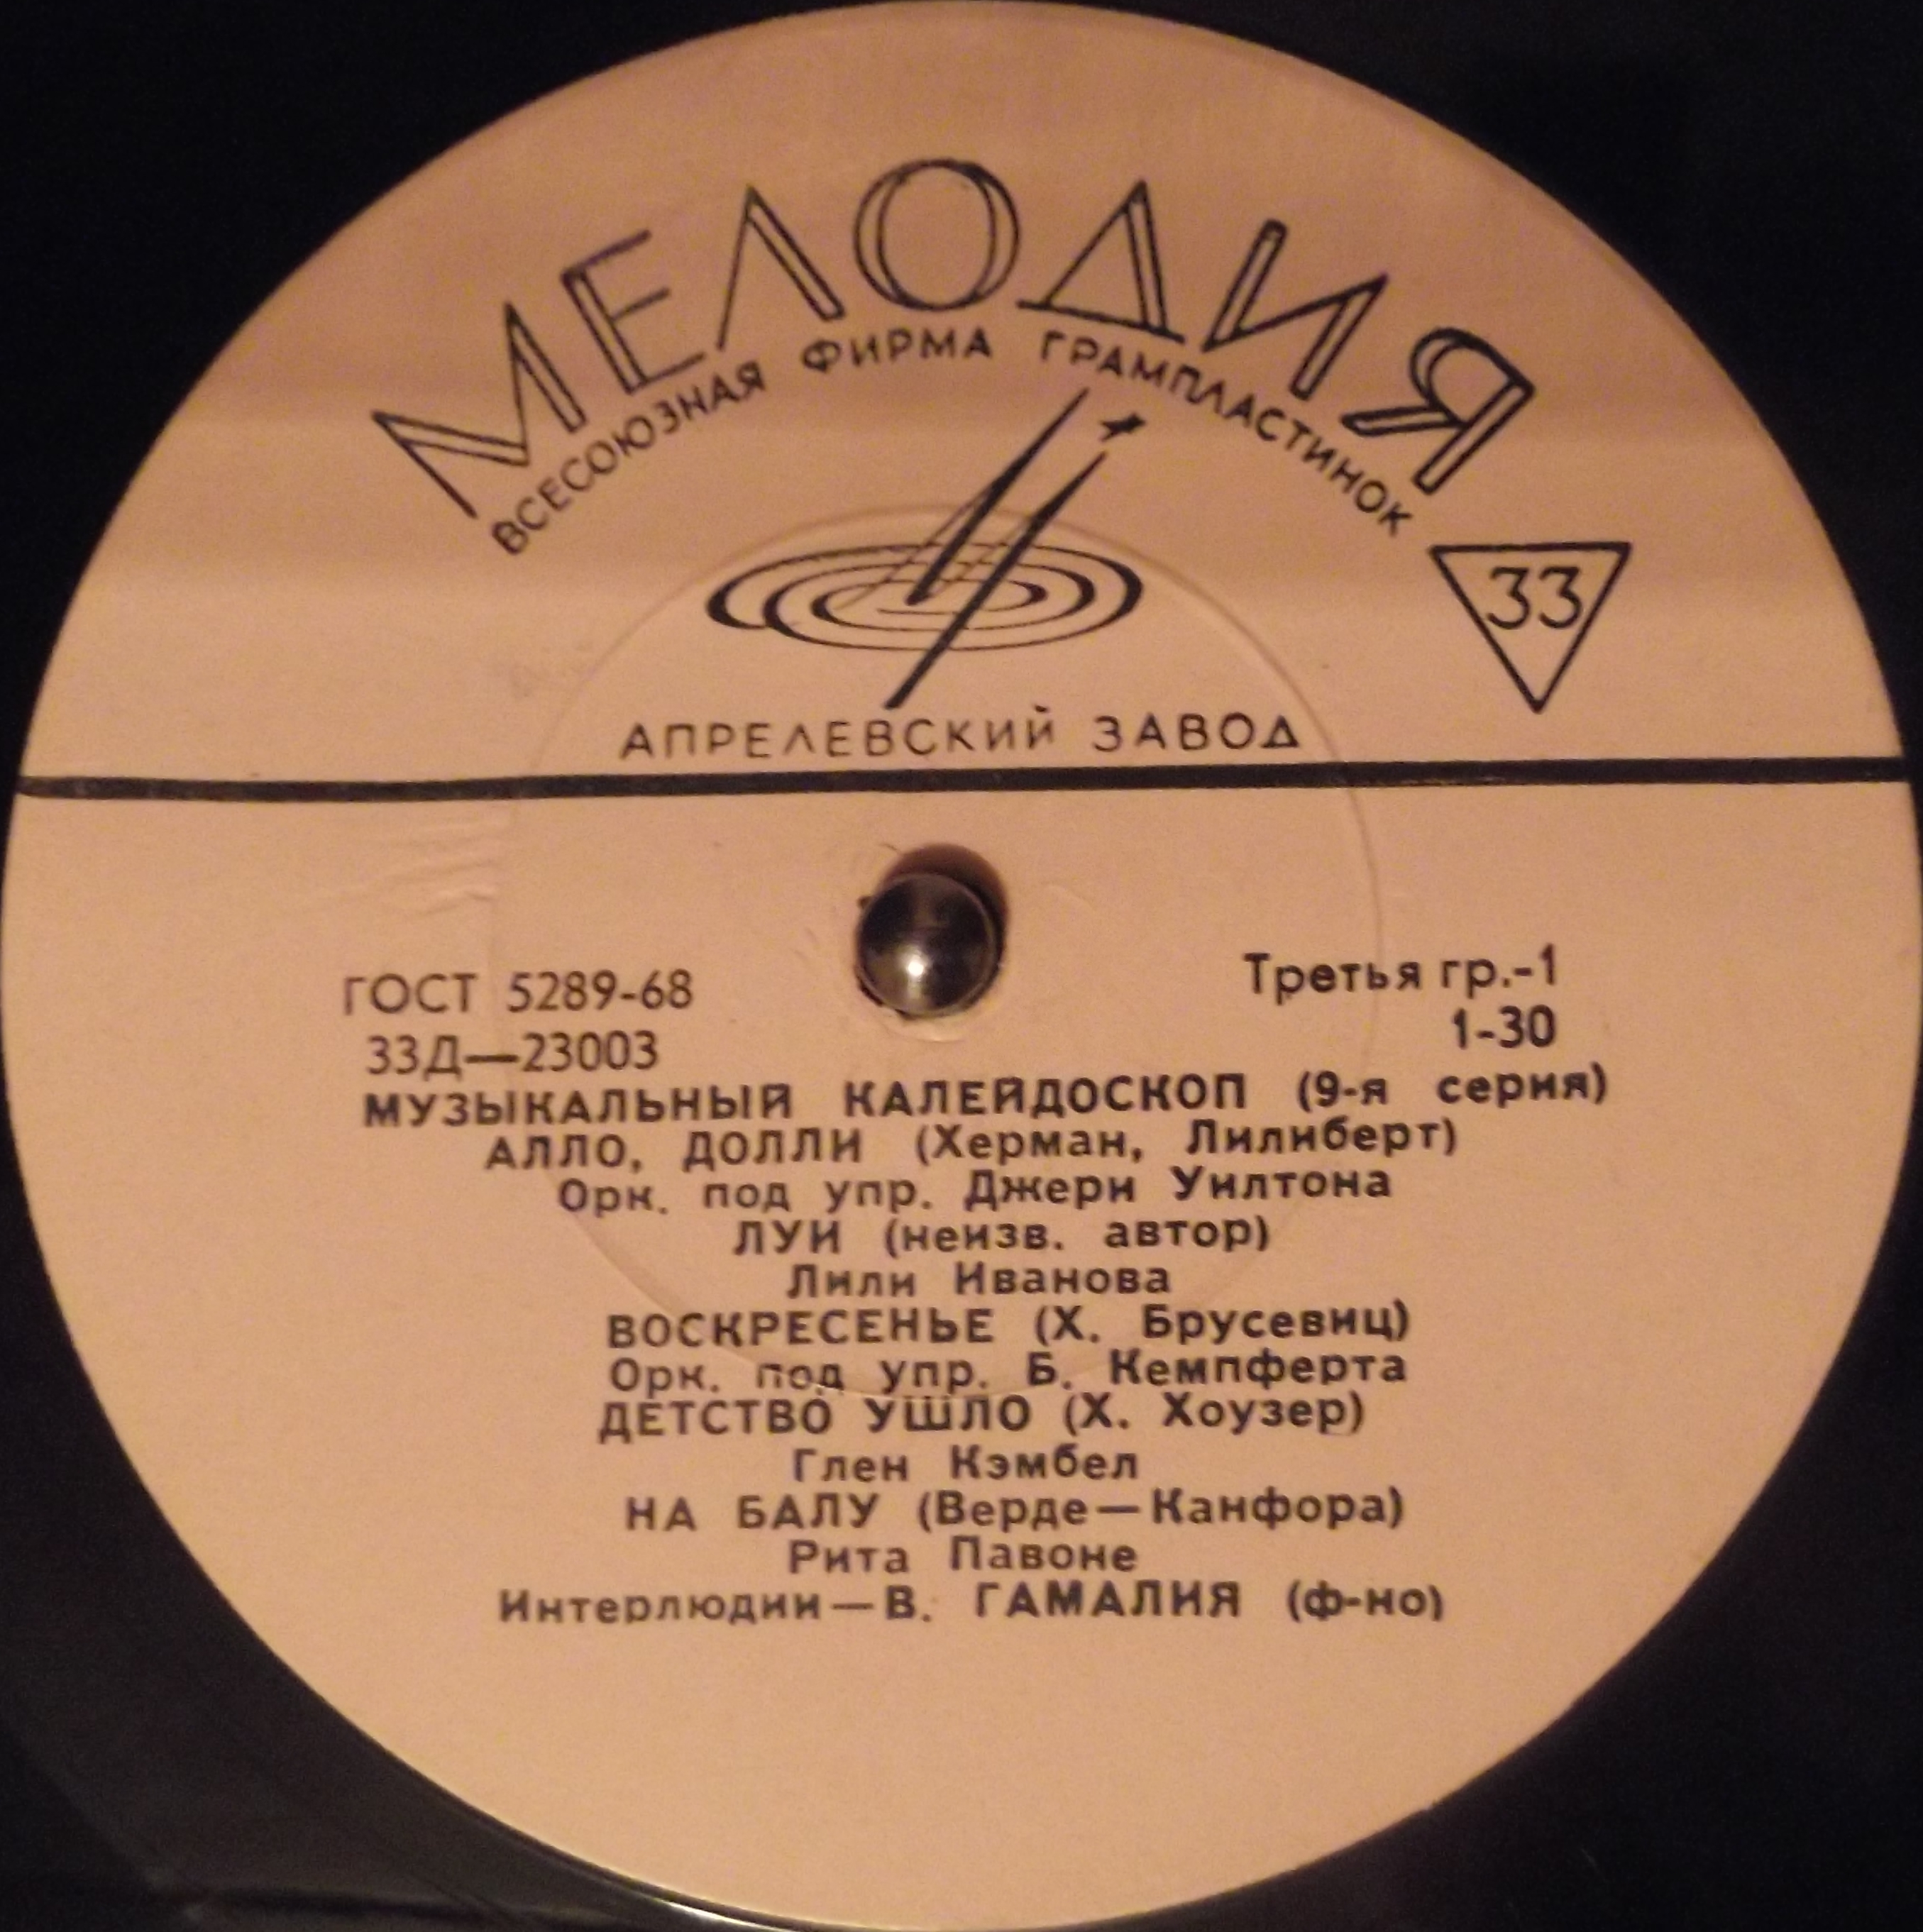 МЕЛОДИЯ
ВСЕСОЮЗНАЯ ФИРМА ГРАМПЛАСТИНОК
33
АПРЕЛЕВСКИЙ ЗАВОД
ГОСТ 5289-68
Третья гр.-1
33Д—23003
1-30
МУЗЫКАЛЬНЫЙ КАЛЕЙДОСКОП (9-я серия)
АЛЛО, ДОЛЛИ (Херман, Лилиберт)
Орк. под упр. Джери Уилтона
ЛУИ (неизв. автор)
Лили Иванова
ВОСКРЕСЕНЬЕ (Х. Брусевиц)
Орк. под упр. Б. Кемпферта
ДЕТСТВО УШЛО (Х. Хоузер)
Глен Кэмбел
НА БАЛУ (Верде—Канфора)
Рита Павоне
Интерлюдии—В. ГАМАЛИЯ (ф-но)